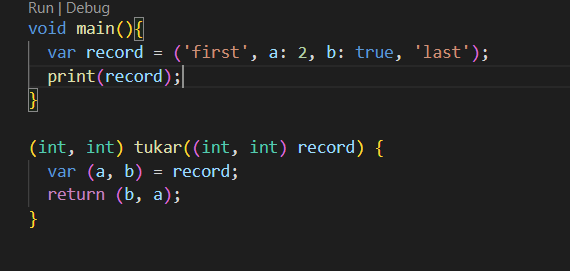 Run | Debug
void main(){
  var record = ('first', a: 2, b: true, 'last');
  print(record);
}

(int, int) tukar((int, int) record) {
  var (a, b) = record;
  return (b, a);
}